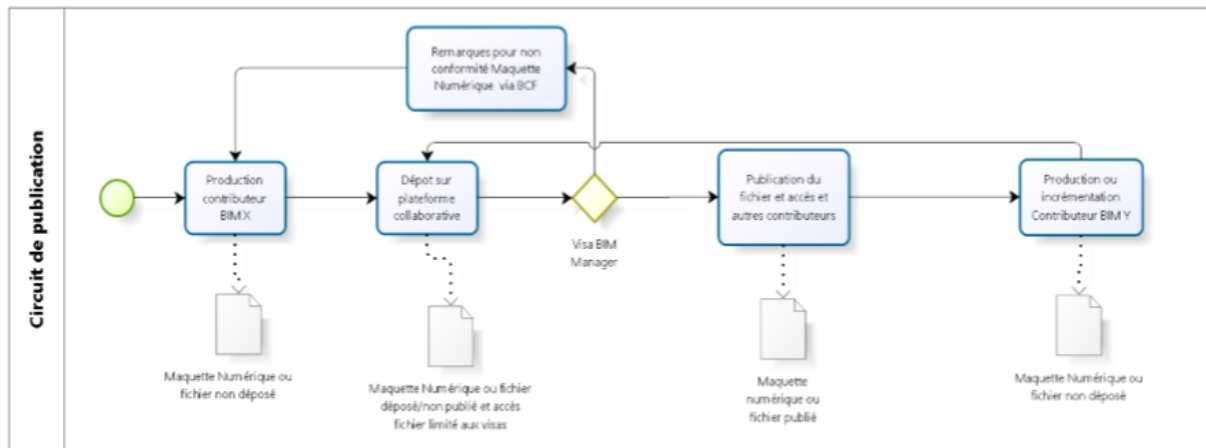 Circuit de publication
Remarques pour non
conformité Maquette
Numérique via BCF
Production
contributeur
BIM X
Dépot sur
plateforme
collaborative
Visa BIM
Manager
Publication du
fichier et accès et
autres contributeurs
Production ou
incrémentation
Contributeur BIM Y
Maquette Numérique ou
fichier non déposé
Maquette Numérique ou fichier
déposé/non publié et accès
fichier limité aux visas
Maquette
numérique ou
fichier publié
Maquette Numérique ou
fichier non déposé